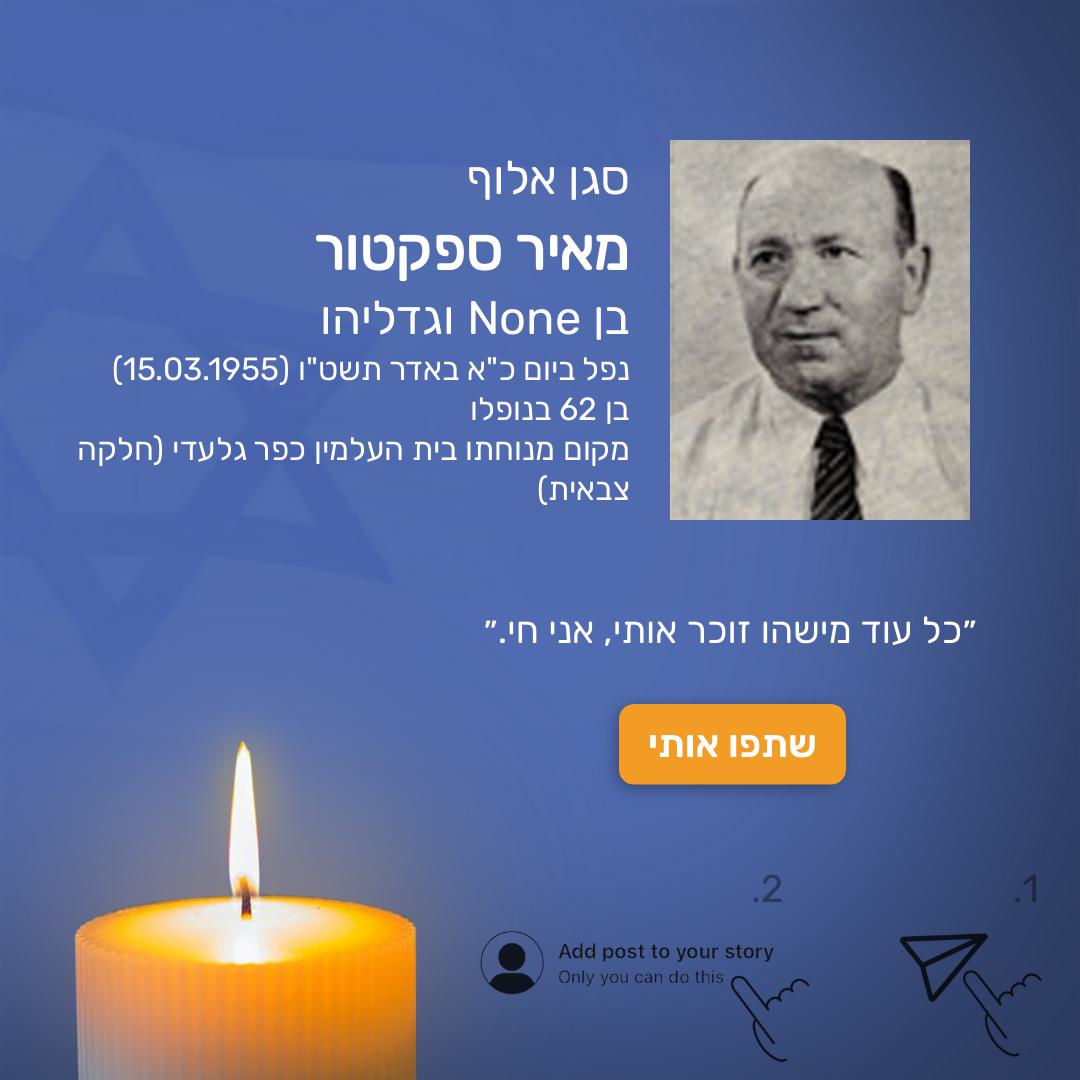 סגן אלוף
מאיר ספקטור
בן None וגדליהו
נפל ביום כ"א באדר תשט"ו (15.03.1955)
בן 62 בנופלו
מקום מנוחתו בית העלמין כפר גלעדי (חלקה
צבאית)
״כל עוד מישהו זוכר אותי, אני חי.״
שתפו אותי
1.
2.
Add post to your story
Only you can do this